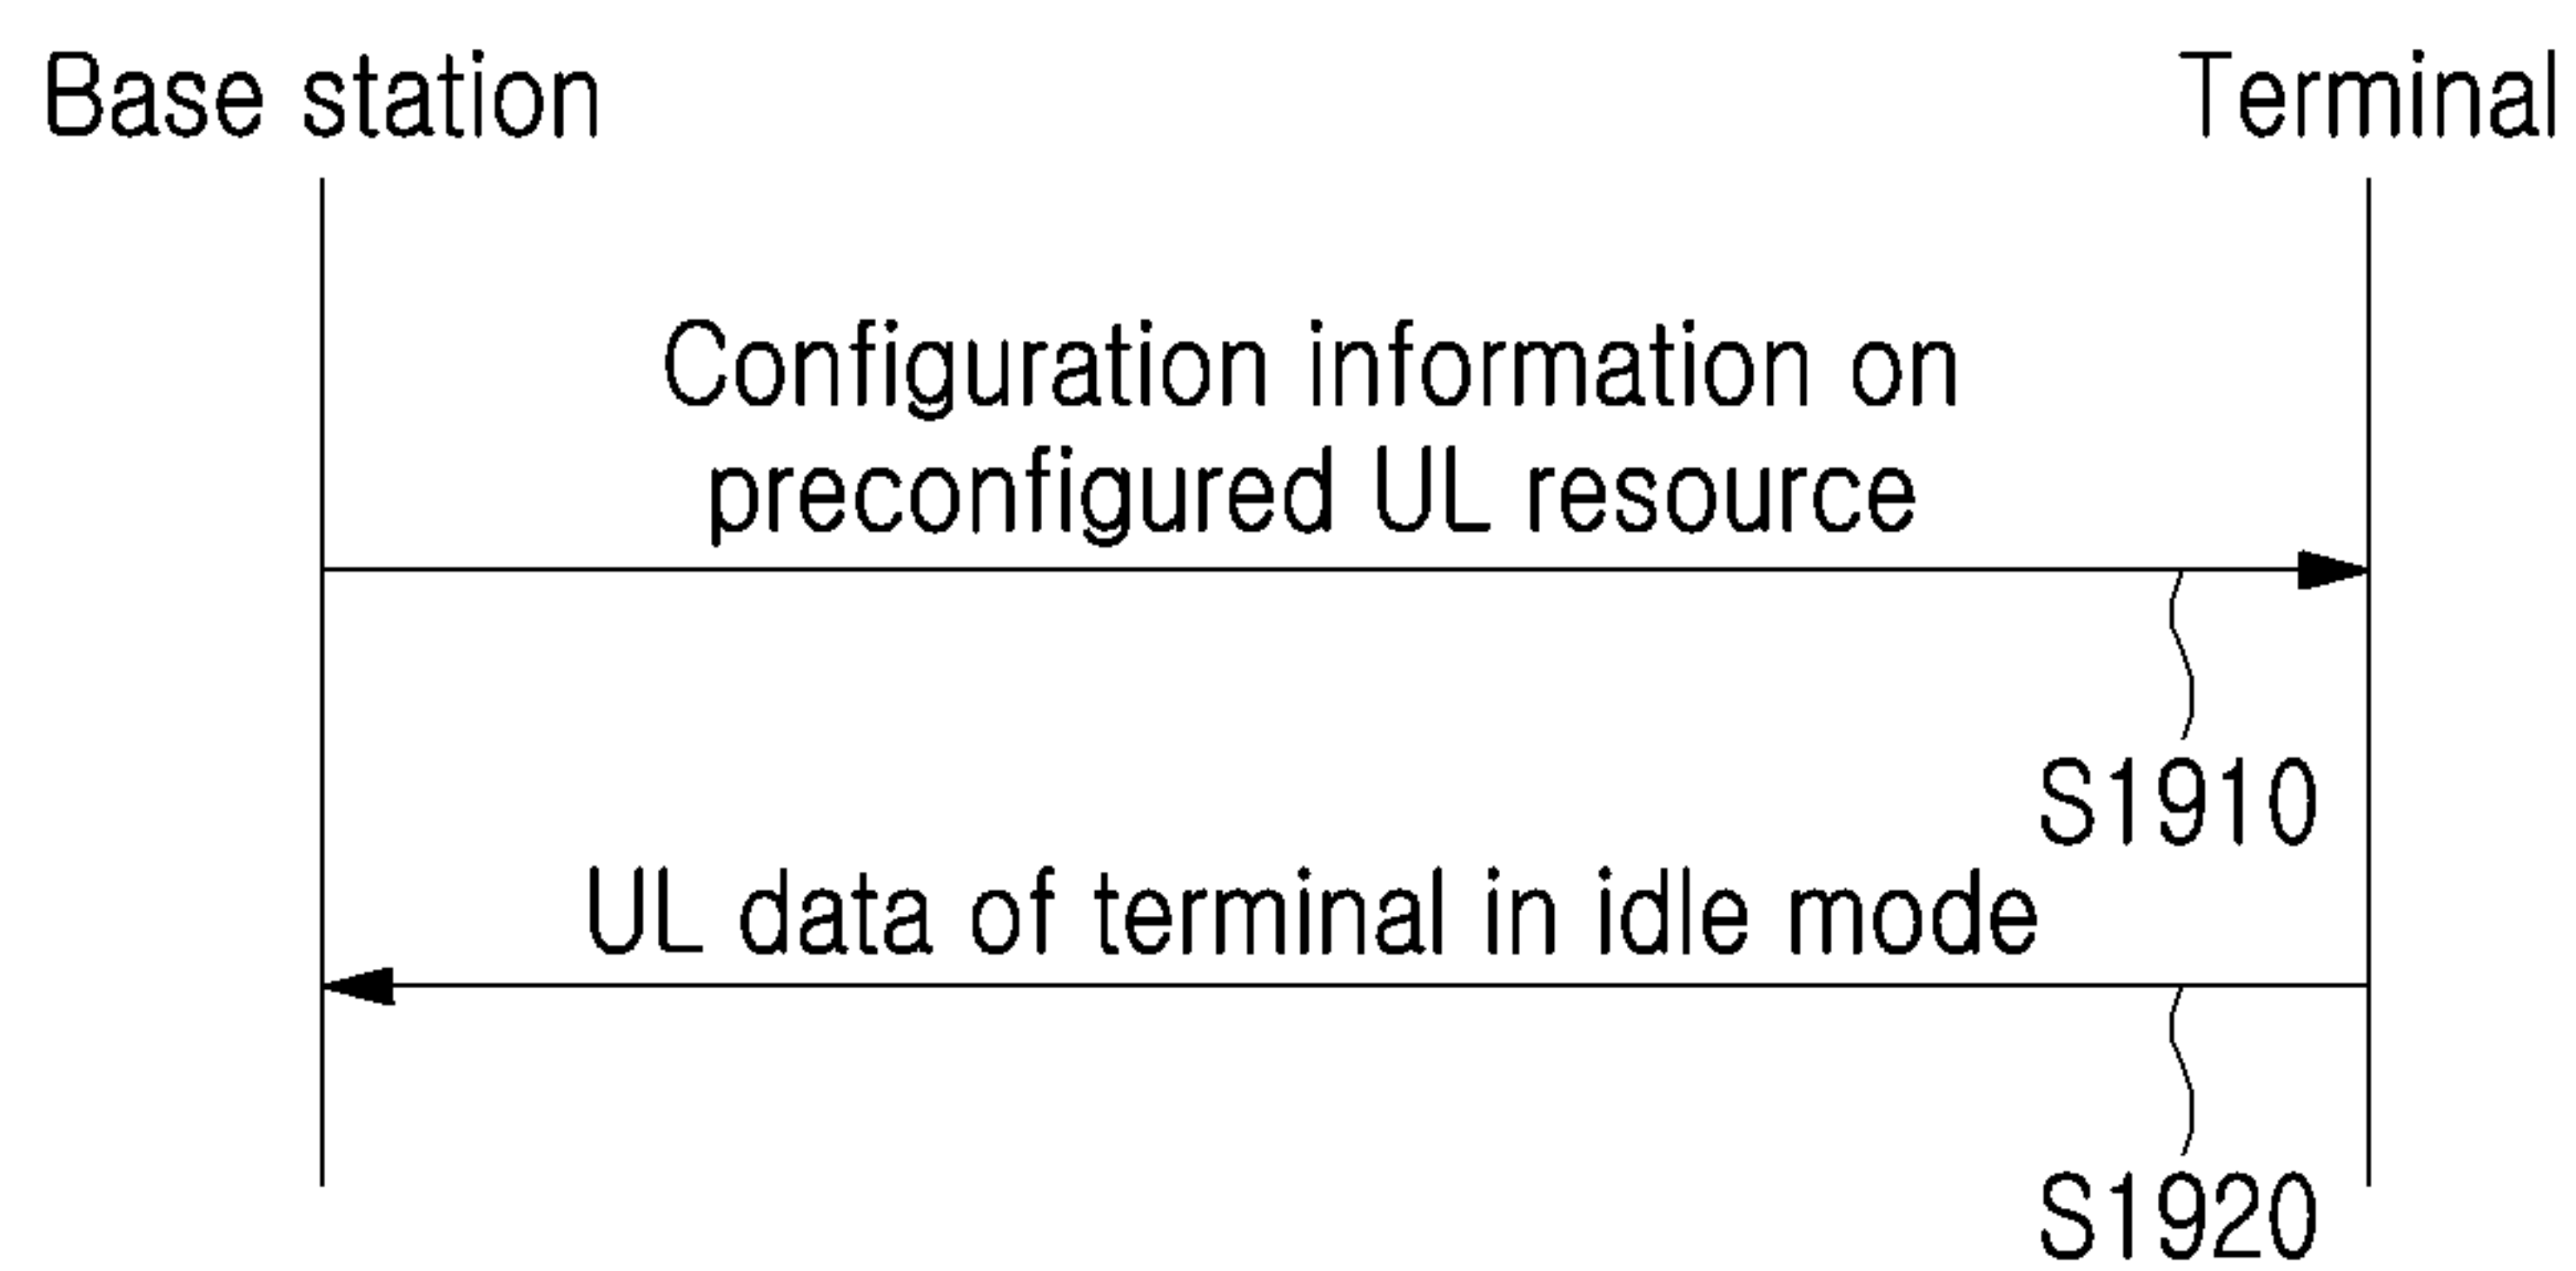 Base station
Terminal
Configuration information on
preconfigured UL resource
S1910
UL data of terminal in idle mode
S1920